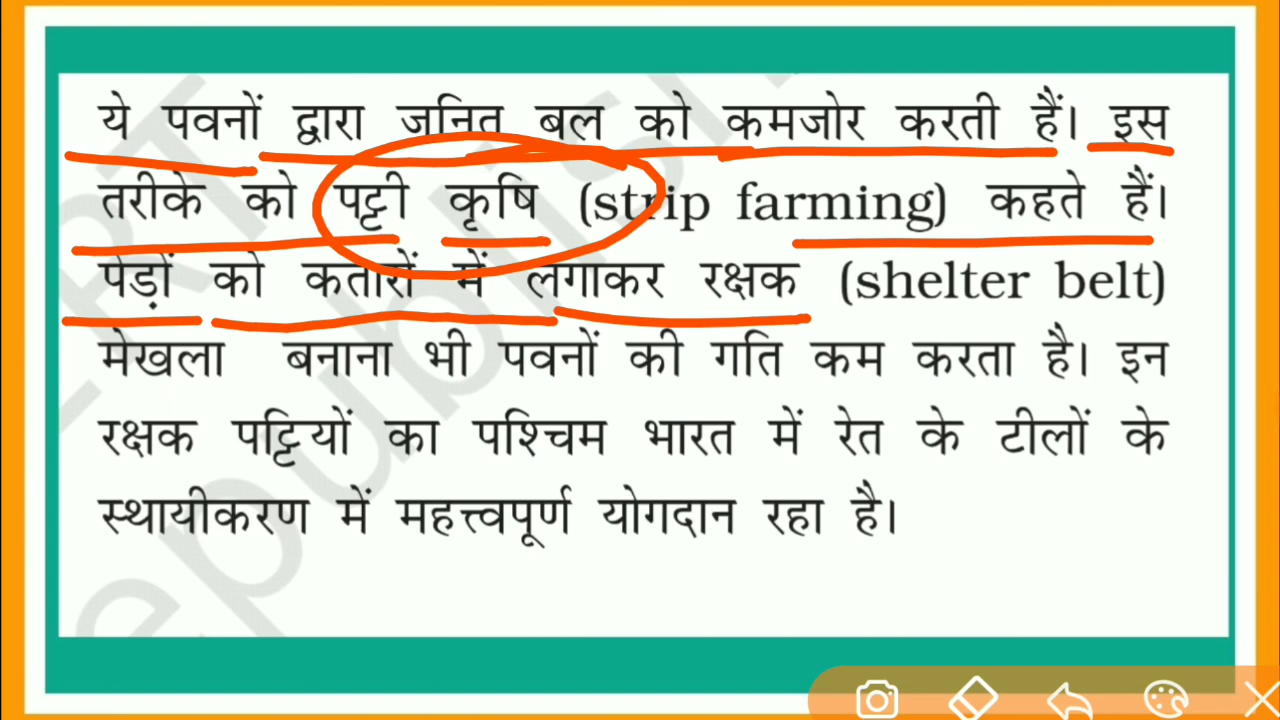 ये पवनों द्वारा जनित बल को कमजोर करती हैं। इस
तरीके को पट्टी कृषि (strip farming) कहते हैं।
पेड़ों को कतारों में लगाकर रक्षक (shelter belt)
मेखला बनाना भी पवनों की गति कम करता है। इन
रक्षक पट्टियों का पश्चिम भारत में रेत के टीलों के
स्थायीकरण में महत्त्वपूर्ण योगदान रहा है।